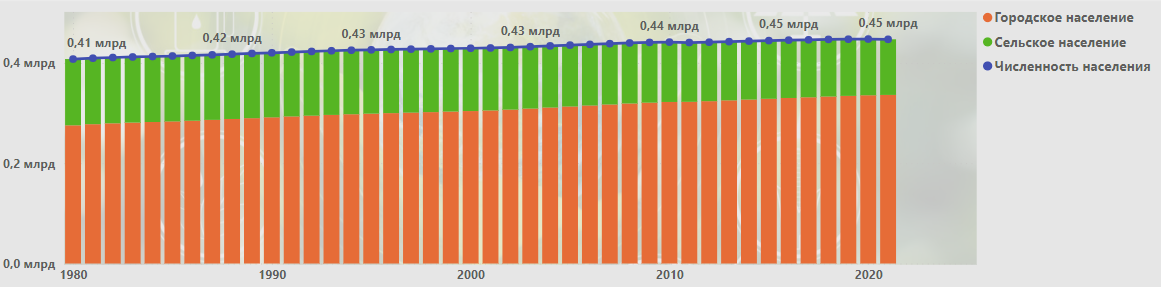 0,41 млрд
0,42 млрд
0,43 млрд
0,43 млрд
0,44 млрд
0,45 млрд
0,45 млрд
0,4 млрд
0,2 млрд
0,0 млрд
1980
1990
2000
2010
2020
Городское население
Сельское население
Численность населения